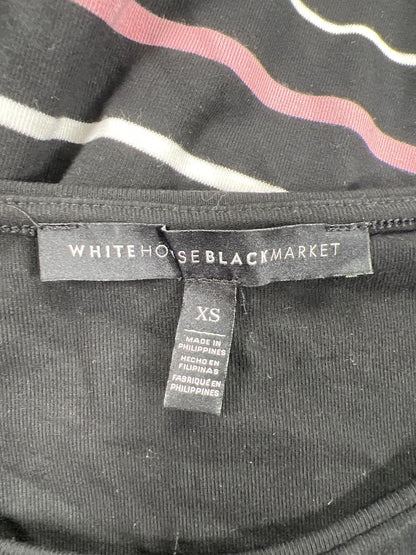 WHITEHOUSEBLACKMARKET
XS
MADE IN
PHILIPPINES
HECHO EN
FILIPINAS
FABRIQUÉ EN
PHILIPPINES